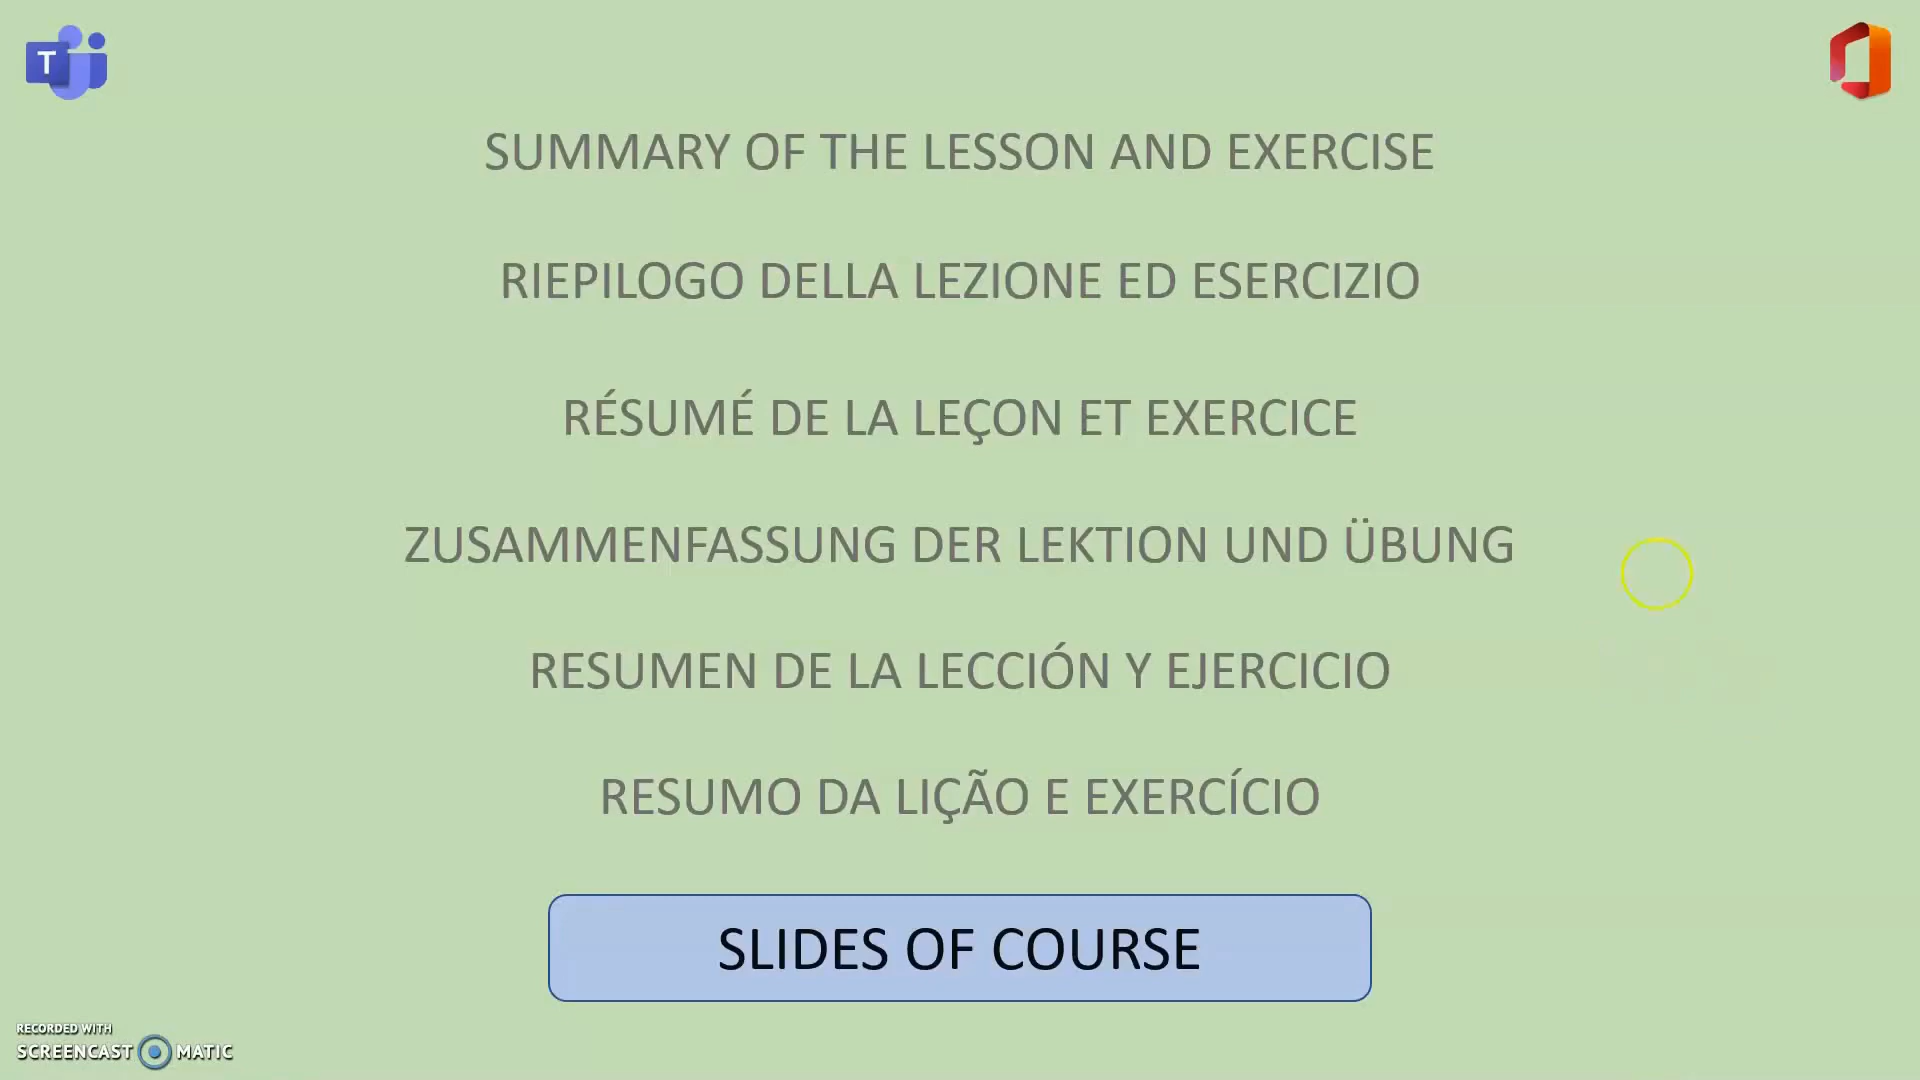 T
SUMMARY OF THE LESSON AND EXERCISE
RIEPILOGO DELLA LEZIONE ED ESERCIZIO
RÉSUMÉ DE LA LEÇON ET EXERCICE
ZUSAMMENFASSUNG DER LEKTION UND ÜBUNG
RESUMEN DE LA LECCIÓN Y EJERCICIO
RESUMO DA LIÇÃO E EXERCÍCIO
SLIDES OF COURSE
RECORDED WITH
SCREENCAST MATIC